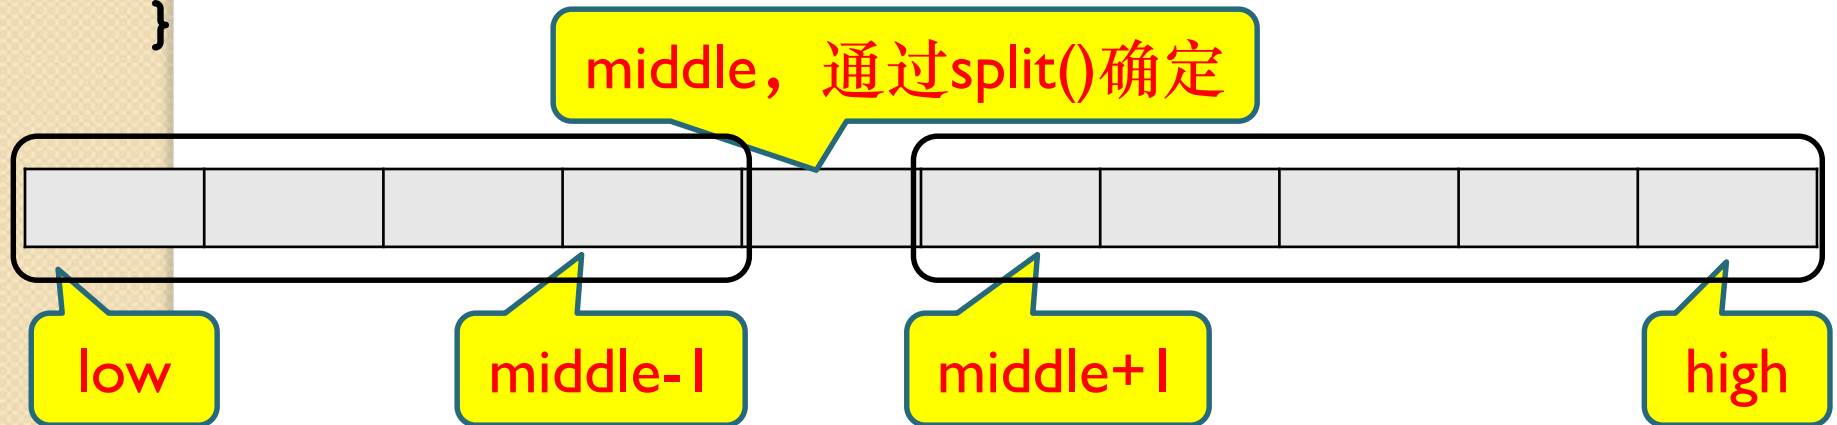 }
middle，通过split()确定
low
middle-1
middle+1
high